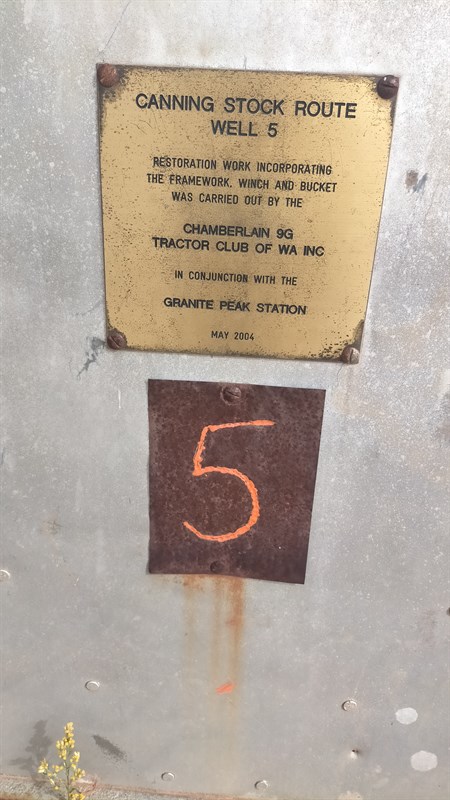 CANNING STOCK ROUTE
WELL 5
RESTORATION WORK INCORPORATING
THE FRAMEWORK, WINCH AND BUCKET
WAS CARRIED OUT BY THE
CHAMBERLAIN 9G
TRACTOR CLUB OF WA INC
IN CONJUNCTION WITH THE
GRANITE PEAK STATION
MAY 2004
5